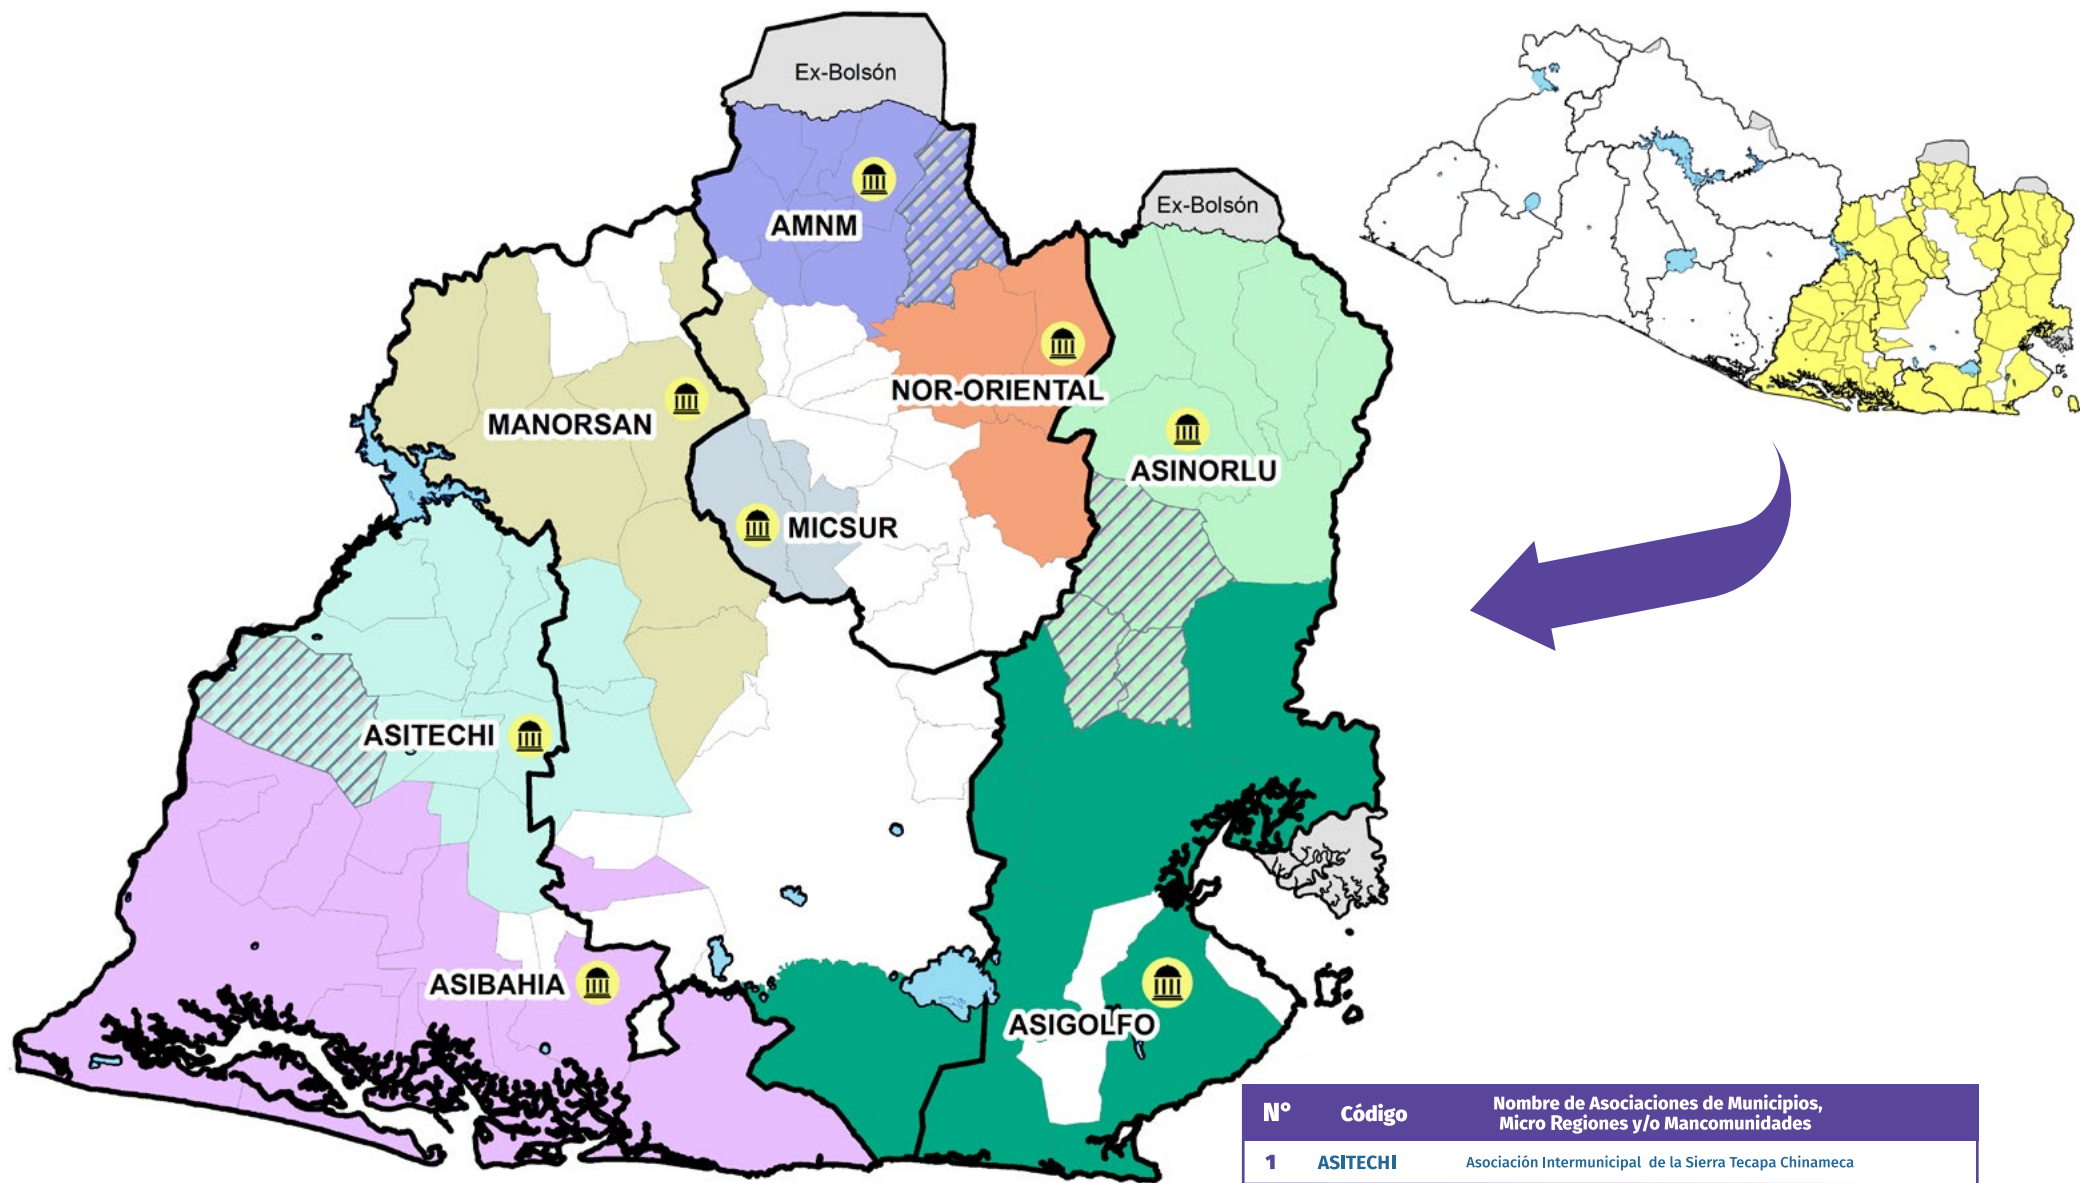 Ex-Bolsón
AMNM
Ex-Bolsón
NOR-ORIENTAL
MANORSAN
ASINORLU
MICSUR
ASITECHI
ASIBAHIA
ASIGOLFO
N° Código Nombre de Asociaciones de Municipios,
Micro Regiones y/o Mancomunidades
1 ASITECHI Asociación Intermunicipal de la Sierra Tecapa Chinameca